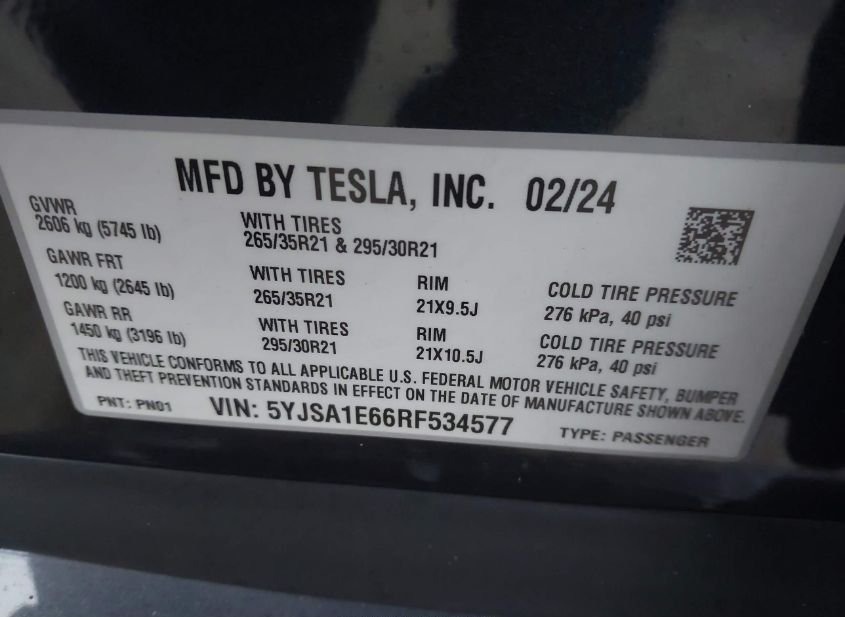 MFD BY TESLA, INC. 02/24
GVWR
2606 kg (5745 lb)
WITH TIRES
265/35R21 & 295/30R21
GAWR FRT
1200 kg (2645 lb)
WITH TIRES
265/35R21
RIM
21X9.5J
COLD TIRE PRESSURE
276 kPa, 40 psi
GAWR RR
1450 kg (3196 lb)
WITH TIRES
295/30R21
RIM
21X10.5J
COLD TIRE PRESSURE
276 kPa, 40 psi
THIS VEHICLE CONFORMS TO ALL APPLICABLE U.S. FEDERAL MOTOR VEHICLE SAFETY, BUMPER
AND THEFT PREVENTION STANDARDS IN EFFECT ON THE DATE OF MANUFACTURE SHOWN ABOVE.
PNT: PN01 VIN: 5YJSA1E66RF534577 TYPE: PASSENGER